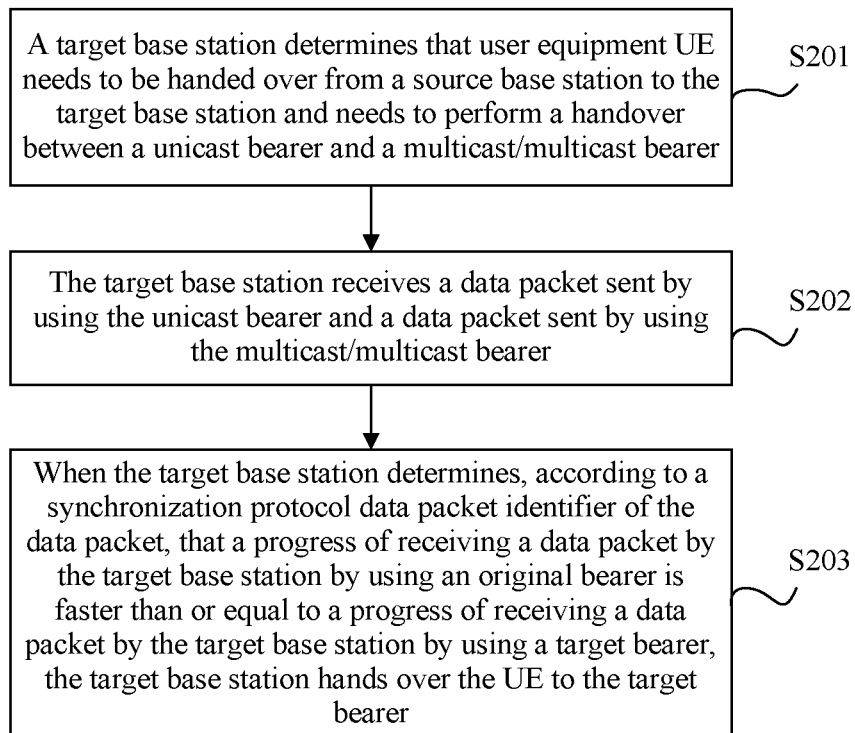 A target base station determines that user equipment UE
needs to be handed over from a source base station to the
target base station and needs to perform a handover
between a unicast bearer and a multicast/multicast bearer
S201
The target base station receives a data packet sent by
using the unicast bearer and a data packet sent by using
the multicast/multicast bearer
S202
When the target base station determines, according to a
synchronization protocol data packet identifier of the
data packet, that a progress of receiving a data packet by
the target base station by using an original bearer is
faster than or equal to a progress of receiving a data
packet by the target base station by using a target bearer,
the target base station hands over the UE to the target
bearer
S203